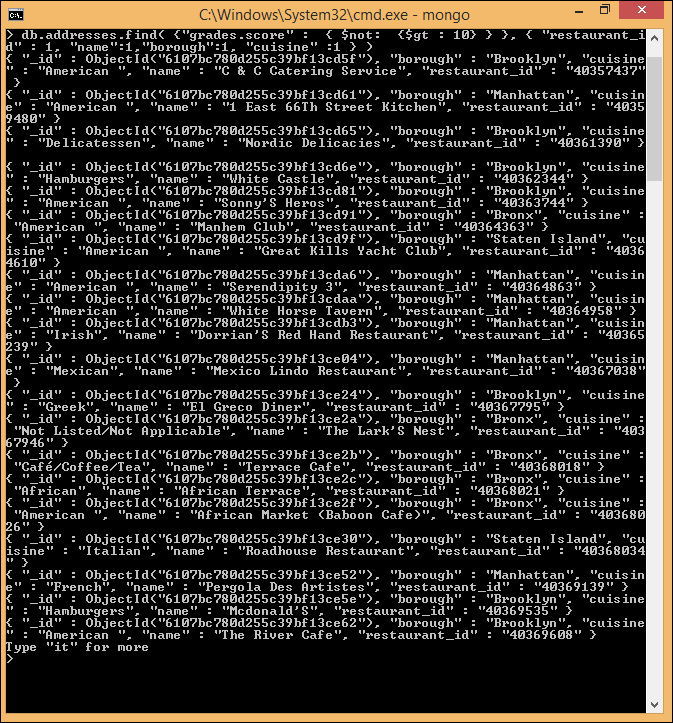 C:\Windows\System32\cmd.exe - mongo
> db.addresses.find( {"grades.score" :  { $not:  {$gt : 10} } }, { "restaurant_i
d" : 1, "name":1,"borough":1, "cuisine" :1 } )
{ "_id" : ObjectId("6107bc780d255c39bf13cd5f"), "borough" : "Brooklyn", "cuisine
" : "American ", "name" : "C & C Catering Service", "restaurant_id" : "40357437"
 }
{ "_id" : ObjectId("6107bc780d255c39bf13cd61"), "borough" : "Manhattan", "cuisin
e" : "American ", "name" : "1 East 66Th Street Kitchen", "restaurant_id" : "4035
9480" }
{ "_id" : ObjectId("6107bc780d255c39bf13cd65"), "borough" : "Brooklyn", "cuisine
" : "Delicatessen", "name" : "Nordic Delicacies", "restaurant_id" : "40361390" }
{ "_id" : ObjectId("6107bc780d255c39bf13cd6e"), "borough" : "Brooklyn", "cuisine
" : "Hamburgers", "name" : "White Castle", "restaurant_id" : "40362344" }
{ "_id" : ObjectId("6107bc780d255c39bf13cd81"), "borough" : "Brooklyn", "cuisine
" : "American ", "name" : "Sonny'S Heros", "restaurant_id" : "40363744" }
{ "_id" : ObjectId("6107bc780d255c39bf13cd91"), "borough" : "Bronx", "cuisine" :
 "American ", "name" : "Manhem Club", "restaurant_id" : "40364363" }
{ "_id" : ObjectId("6107bc780d255c39bf13cd9f"), "borough" : "Staten Island", "cu
isine" : "American ", "name" : "Great Kills Yacht Club", "restaurant_id" : "4036
4610" }
{ "_id" : ObjectId("6107bc780d255c39bf13cda6"), "borough" : "Manhattan", "cuisin
e" : "American ", "name" : "Serendipity 3", "restaurant_id" : "40364863" }
{ "_id" : ObjectId("6107bc780d255c39bf13cdaa"), "borough" : "Manhattan", "cuisin
e" : "American ", "name" : "White Horse Tavern", "restaurant_id" : "40364958" }
{ "_id" : ObjectId("6107bc780d255c39bf13cdb3"), "borough" : "Manhattan", "cuisin
e" : "Irish", "name" : "Dorrian'S Red Hand Restaurant", "restaurant_id" : "40365
239" }
{ "_id" : ObjectId("6107bc780d255c39bf13ce04"), "borough" : "Manhattan", "cuisin
e" : "Mexican", "name" : "Mexico Lindo Restaurant", "restaurant_id" : "40367038"
 }
{ "_id" : ObjectId("6107bc780d255c39bf13ce24"), "borough" : "Brooklyn", "cuisine
" : "Greek", "name" : "El Greco Diner", "restaurant_id" : "40367795" }
{ "_id" : ObjectId("6107bc780d255c39bf13ce2a"), "borough" : "Bronx", "cuisine" :
 "Not Listed/Not Applicable", "name" : "The Lark'S Nest", "restaurant_id" : "403
67946" }
{ "_id" : ObjectId("6107bc780d255c39bf13ce2b"), "borough" : "Bronx", "cuisine" :
 "Café/Coffee/Tea", "name" : "Terrace Cafe", "restaurant_id" : "40368018" }
{ "_id" : ObjectId("6107bc780d255c39bf13ce2c"), "borough" : "Bronx", "cuisine" :
 "African", "name" : "African Terrace", "restaurant_id" : "40368021" }
{ "_id" : ObjectId("6107bc780d255c39bf13ce2f"), "borough" : "Bronx", "cuisine" :
 "American ", "name" : "African Market (Baboon Cafe)", "restaurant_id" : "403680
26" }
{ "_id" : ObjectId("6107bc780d255c39bf13ce30"), "borough" : "Staten Island", "cu
isine" : "Italian", "name" : "Roadhouse Restaurant", "restaurant_id" : "40368034
" }
{ "_id" : ObjectId("6107bc780d255c39bf13ce52"), "borough" : "Manhattan", "cuisin
e" : "French", "name" : "Pergola Des Artistes", "restaurant_id" : "40369139" }
{ "_id" : ObjectId("6107bc780d255c39bf13ce5e"), "borough" : "Brooklyn", "cuisine
" : "Hamburgers", "name" : "Mcdonald'S", "restaurant_id" : "40369535" }
{ "_id" : ObjectId("6107bc780d255c39bf13ce62"), "borough" : "Brooklyn", "cuisine
" : "American ", "name" : "The River Cafe", "restaurant_id" : "40369608" }
Type "it" for more
>